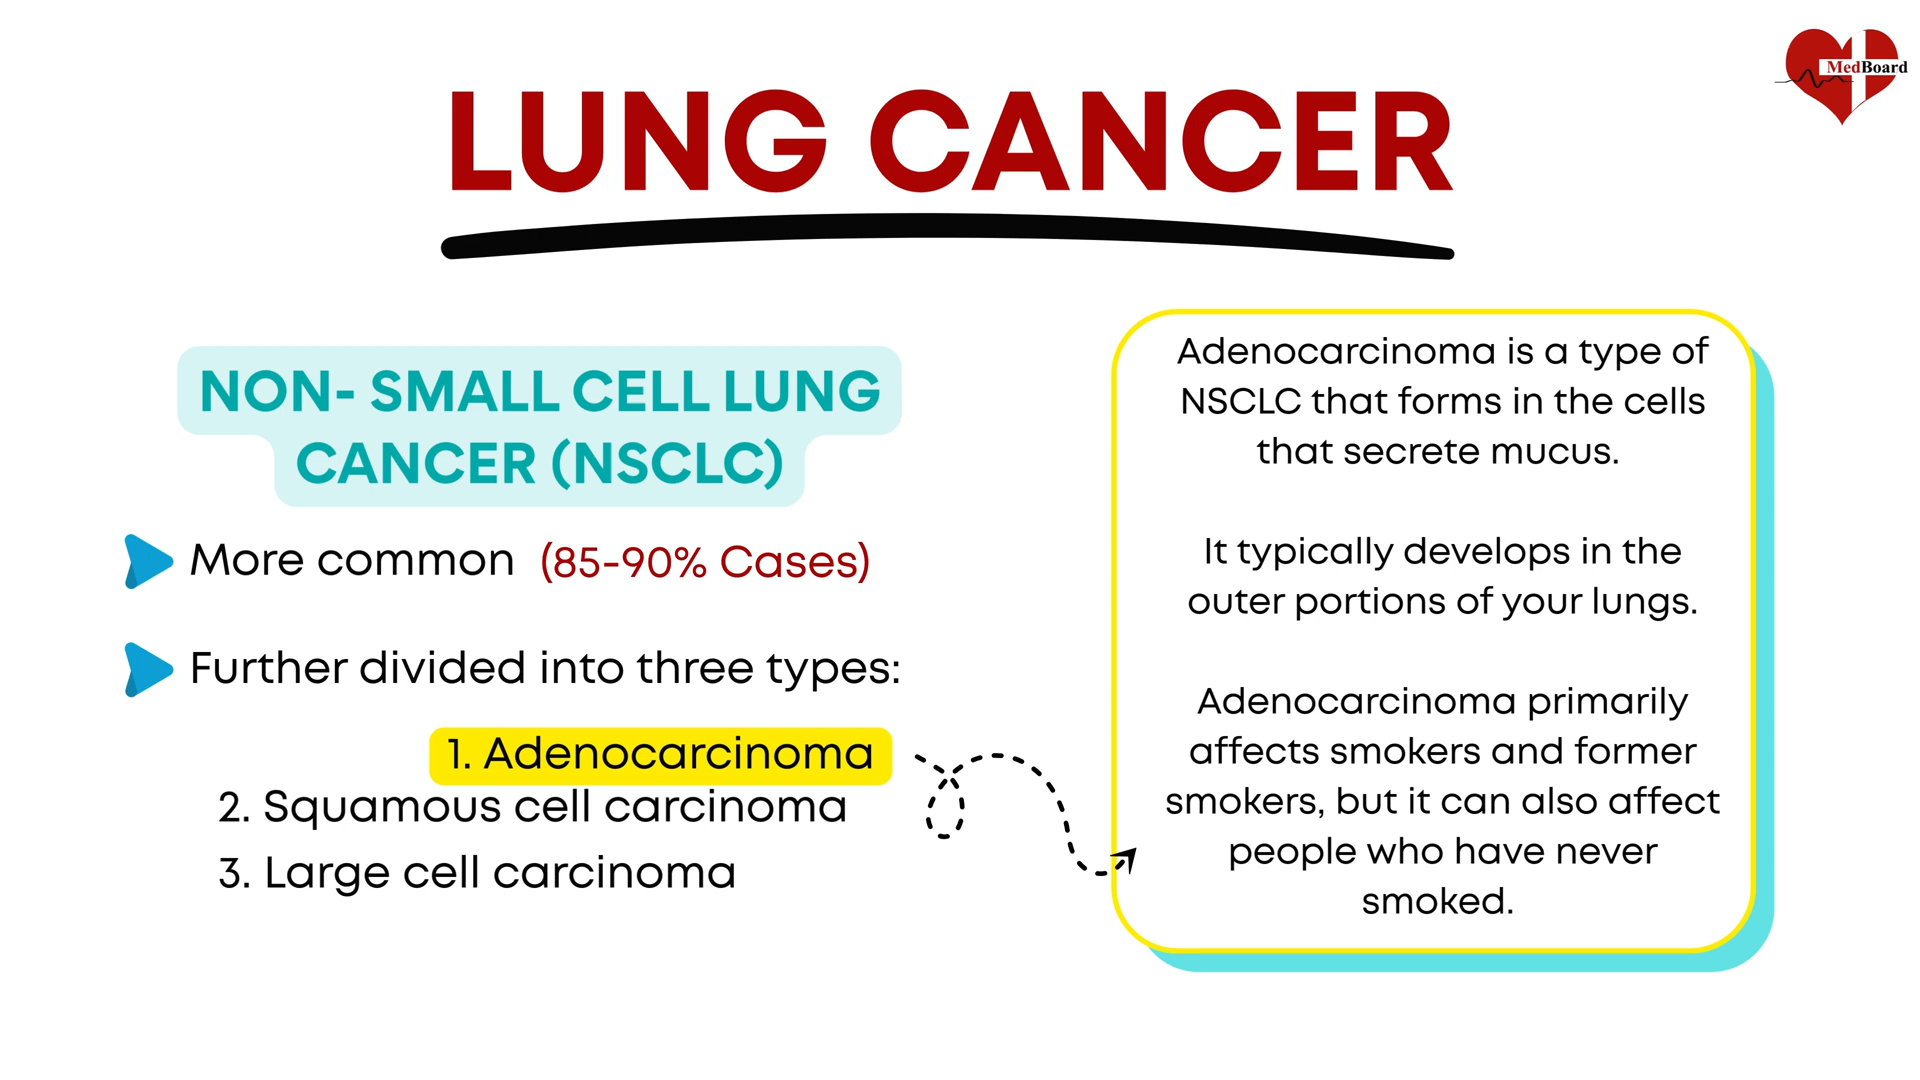 MedBoard
LUNG CANCER
NON- SMALL CELL LUNG
CANCER (NSCLC)
More common (85-90% Cases)
Further divided into three types:
1. Adenocarcinoma
2. Squamous cell carcinoma
3. Large cell carcinoma
Adenocarcinoma is a type of
NSCLC that forms in the cells
that secrete mucus.
It typically develops in the
outer portions of your lungs.
Adenocarcinoma primarily
affects smokers and former
smokers, but it can also affect
people who have never
smoked.